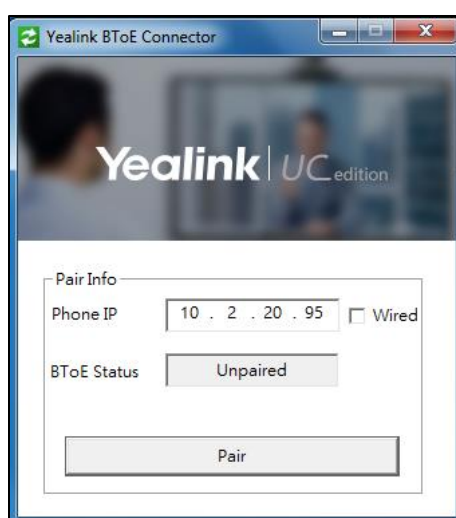 Yealink BToE Connector
Yealink | UC edition
Pair Info
Phone IP 10 . 2 . 20 . 95 Wired
BToE Status Unpaired
Pair